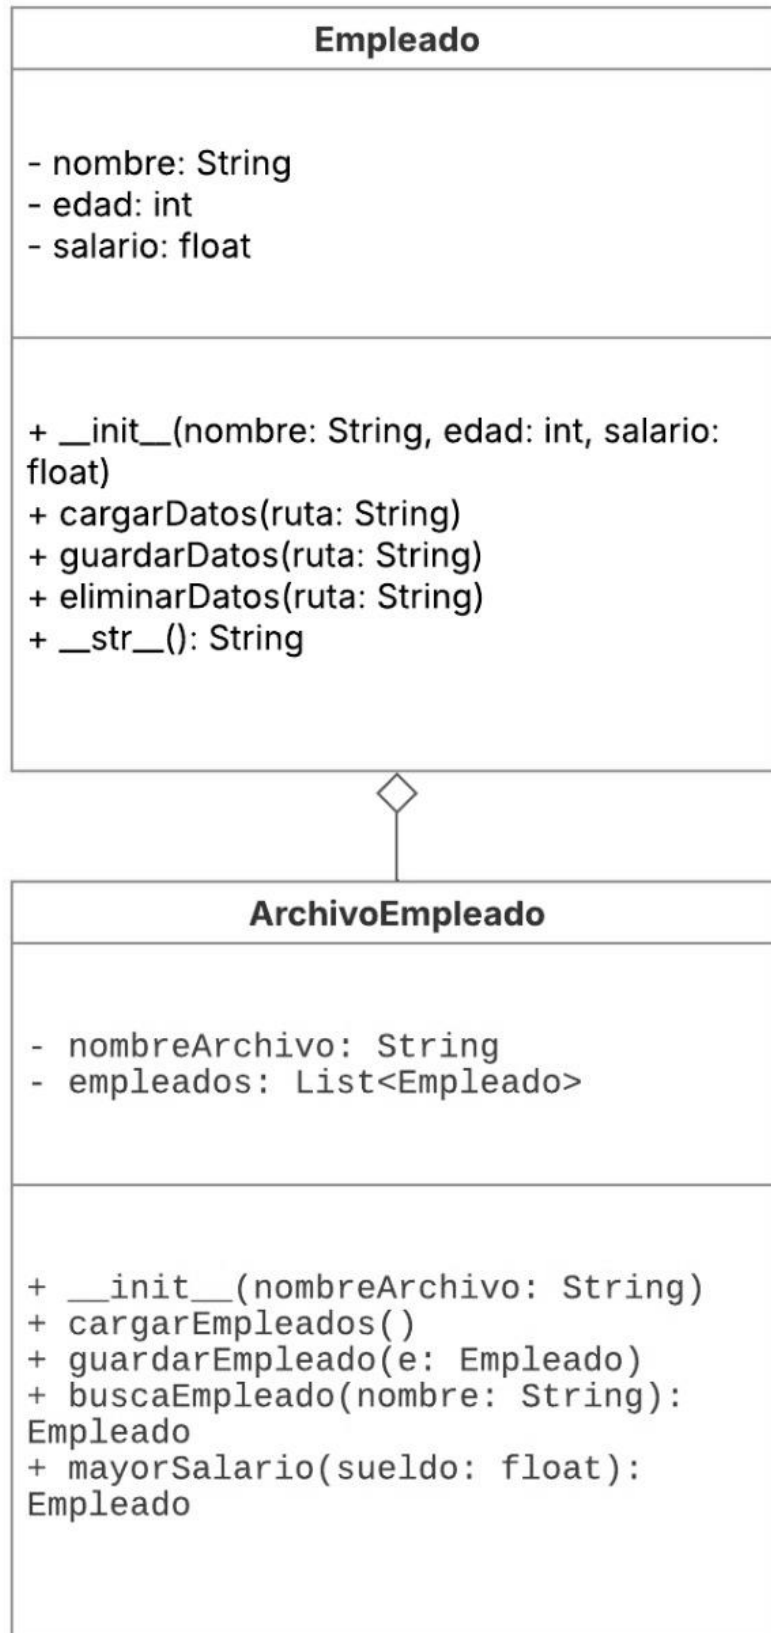 Empleado
- nombre: String
- edad: int
- salario: float
+ __init__(nombre: String, edad: int, salario:
float)
+ cargarDatos(ruta: String)
+ guardarDatos(ruta: String)
+ eliminarDatos(ruta: String)
+ __str__(): String
ArchivoEmpleado
- nombreArchivo: String
- empleados: List<Empleado>
+ __init__(nombreArchivo: String)
+ cargarEmpleados()
+ guardarEmpleado(e: Empleado)
+ buscaEmpleado(nombre: String):
Empleado
+ mayorSalario(sueldo: float):
Empleado